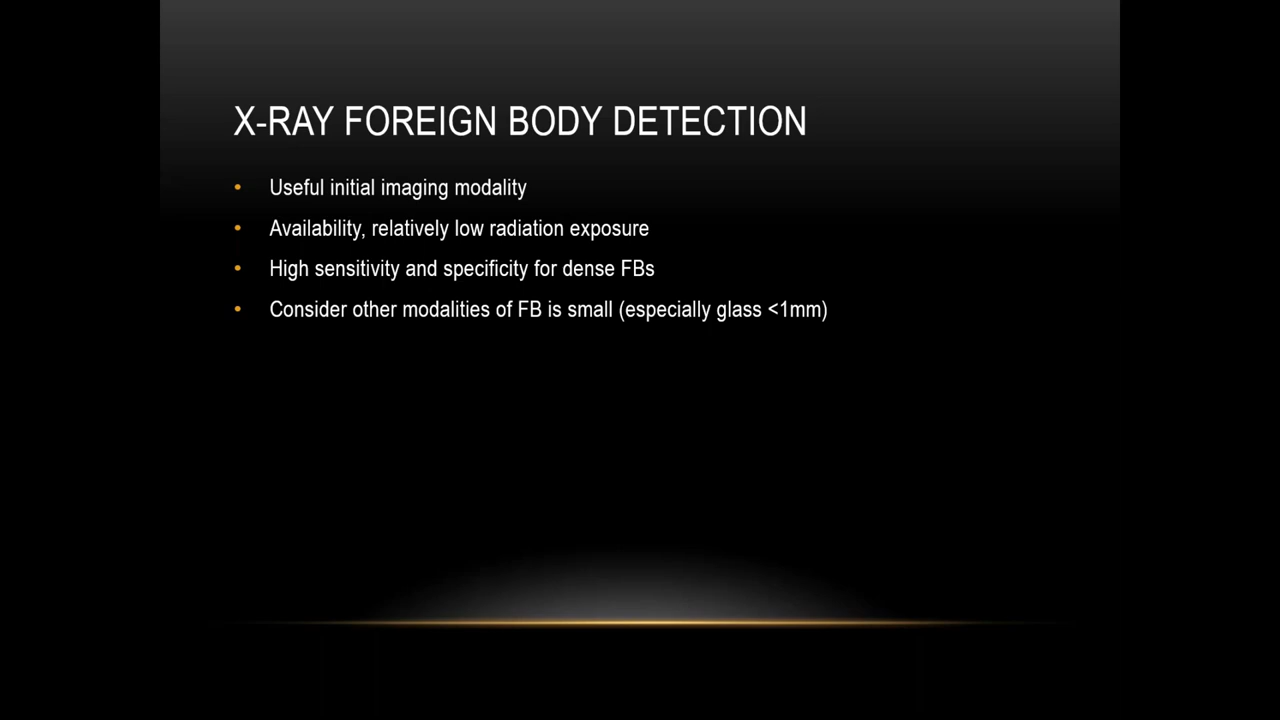 X-RAY FOREIGN BODY DETECTION
• Useful initial imaging modality
• Availability, relatively low radiation exposure
• High sensitivity and specificity for dense FBs
• Consider other modalities of FB is small (especially glass <1mm)